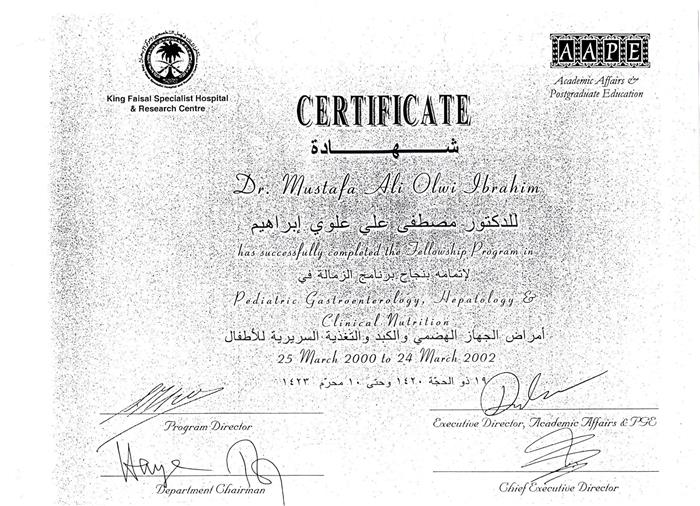 King Faisal Specialist Hospital
& Research Centre
AAPE
Academic Affairs &
Postgraduate Education
CERTIFICATE
شهادة
Dr. Mustafa Ali Olwi Ibrahim
للدكتور مصطفى علي علوي إبراهيم
has successfully completed the Fellowship Program in
لإتمامه بنجاح برنامج الزمالة في
Pediatric Gastroenterology, Hepatology &
Clinical Nutrition
أمراض الجهاز الهضمي والكبد والتغذية السريرية للأطفال
25 March 2000 to 24 March 2002
١٩ ذو الحجّة ١٤٢٠ وحتى ١٠ محرّم ١٤٢٣
Program Director
Executive Director, Academic Affairs & PGE
Department Chairman
Chief Executive Director